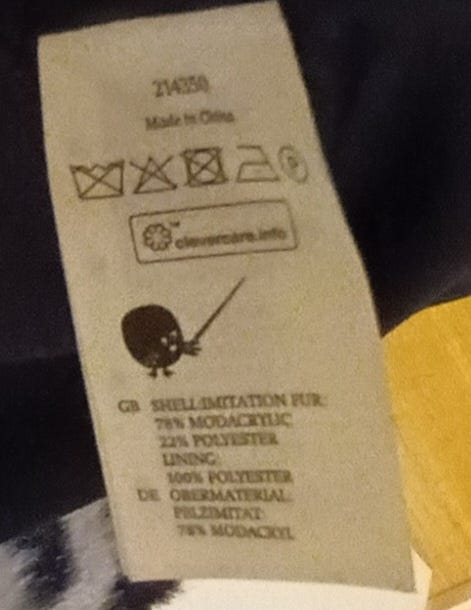 214350
Made in China
P
clevercare.info
GB SHELL:IMITATION FUR:
78% MODACRYLIC
22% POLYESTER
LINING:
100% POLYESTER
DE OBERMATERIAL:
PELZIMITAT:
78% MODACRYL